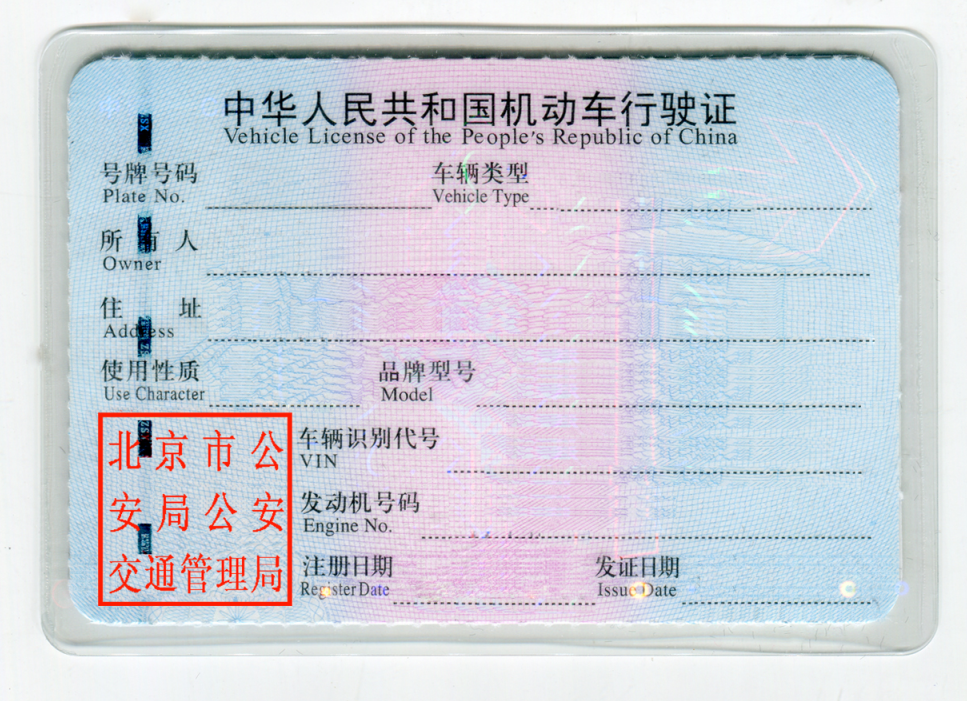 中华人民共和国机动车行驶证
Vehicle License of the People's Republic of China
号牌号码 车辆类型
Plate No. Vehicle Type
所有人
Owner
住 址
Address
使用性质 品牌型号
Use Character Model
北京市公
安局公安
交通管理局
车辆识别代号
VIN
发动机号码
Engine No.
注册日期 发证日期
Register Date Issue Date